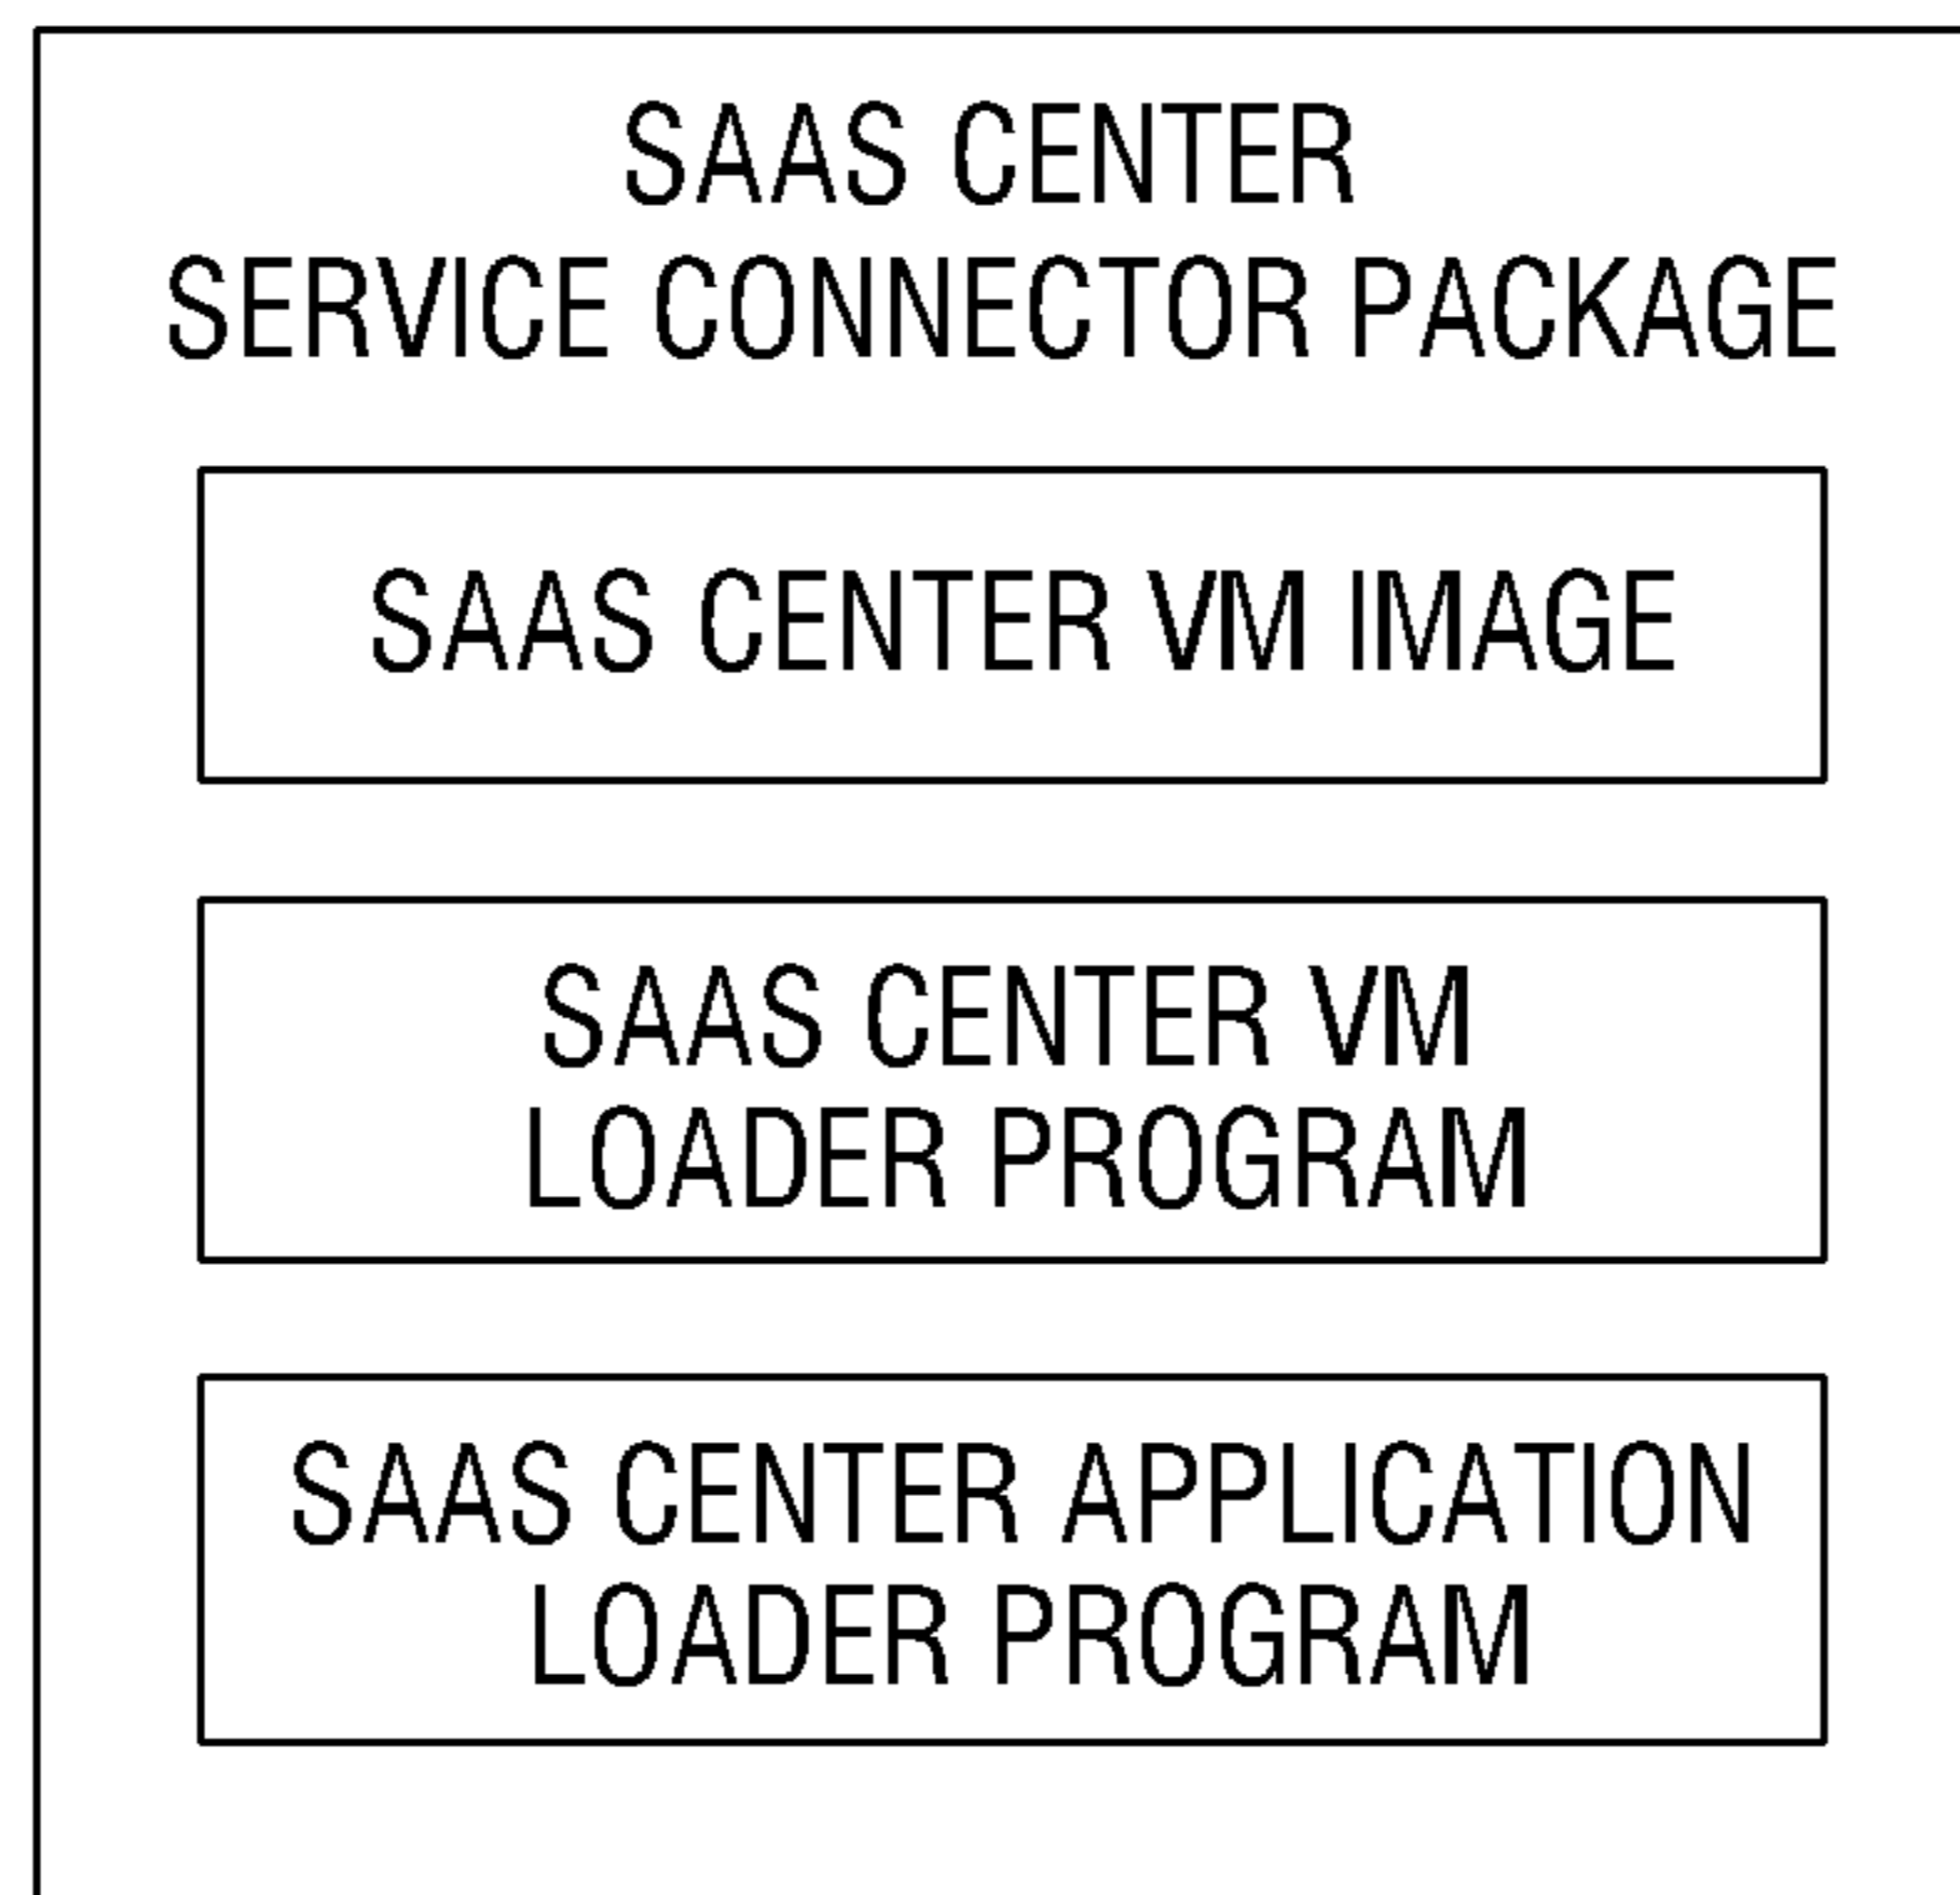 SAAS CENTER
SERVICE CONNECTOR PACKAGE
SAAS CENTER VM IMAGE
SAAS CENTER VM
LOADER PROGRAM
SAAS CENTER APPLICATION
LOADER PROGRAM